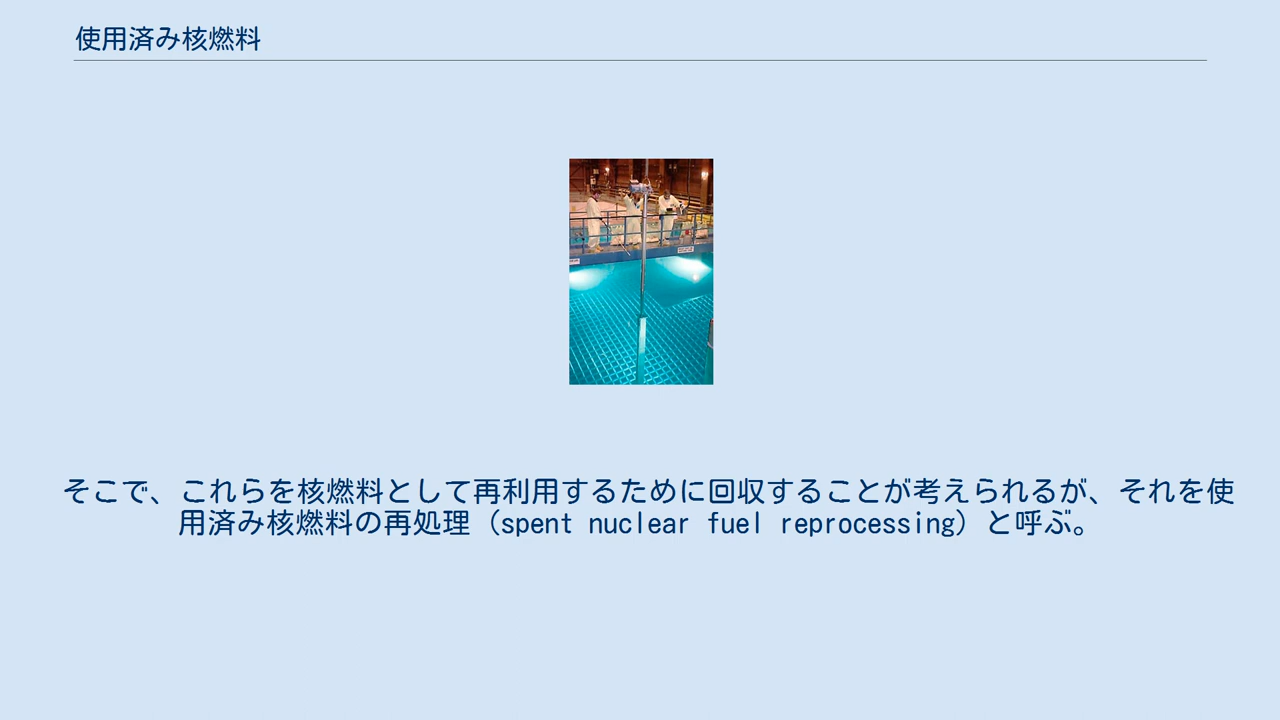 使用済み核燃料
そこで、これらを核燃料として再利用するために回収することが考えられるが、それを使
用済み核燃料の再処理（spent nuclear fuel reprocessing）と呼ぶ。